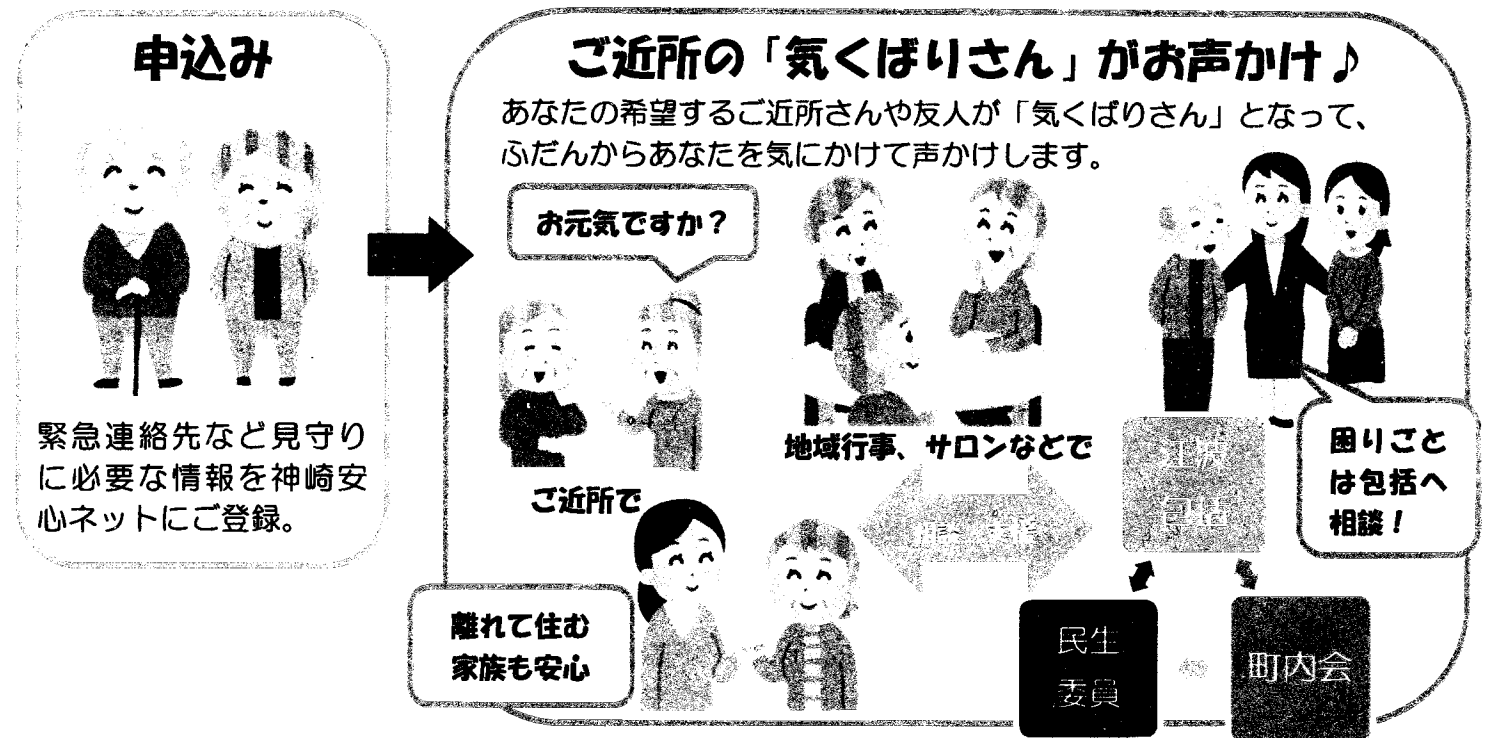 申込み
緊急連絡先など見守り
に必要な情報を神崎安
心ネットにご登録。
ご近所の「気くばりさん」がお声かけ♪
あなたの希望するご近所さんや友人が「気くばりさん」となって、
ふだんからあなたを気にかけて声かけします。
お元気ですか？
ご近所で
地域行事、サロンなどで
離れて住む
家族も安心
困りごと
は包括へ
相談！
江波
包括
民生
委員
町内会